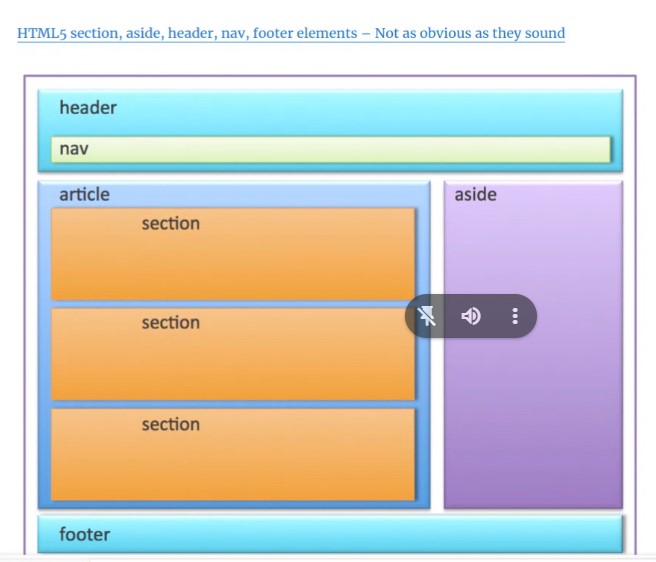 HTML5 section, aside, header, nav, footer elements – Not as obvious as they sound
header
nav
article
aside
section
section
section
footer